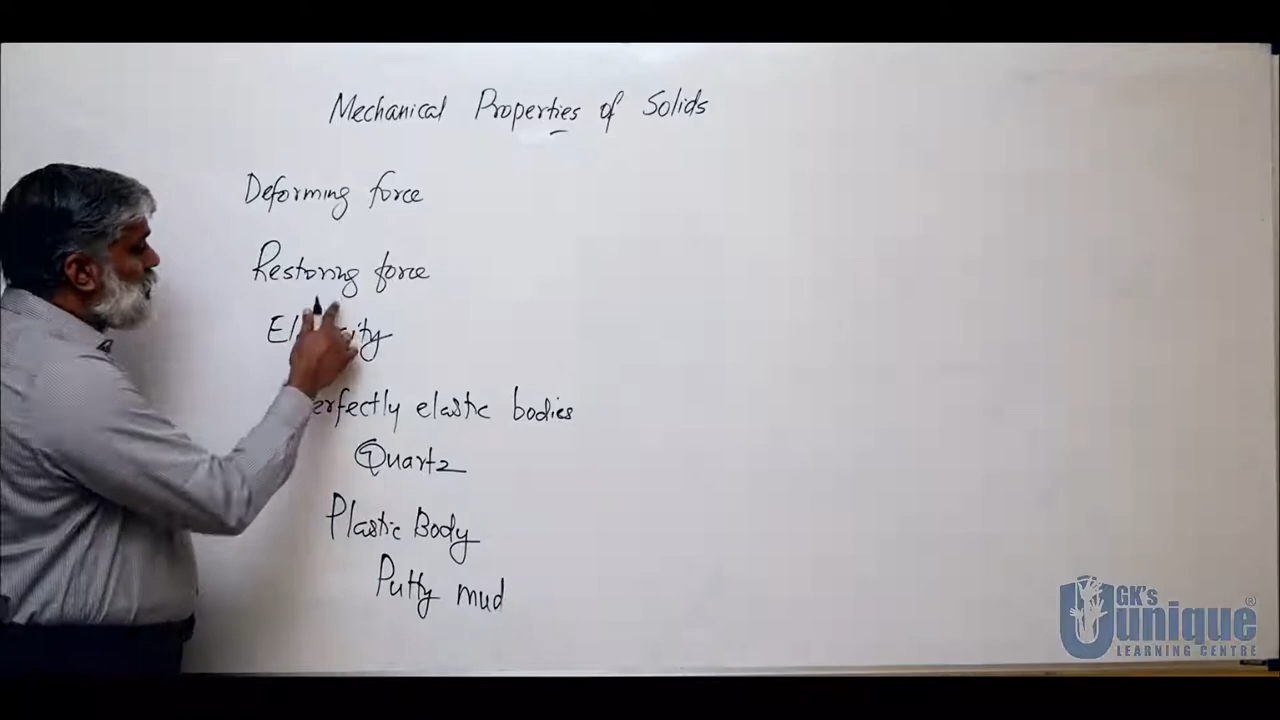 Mechanical Properties of Solids
Deforming force
Restoring force
elastic bodies
Quartz
Plastic Body
Putty mud
GK's
unique
®
LEARNING CENTRE